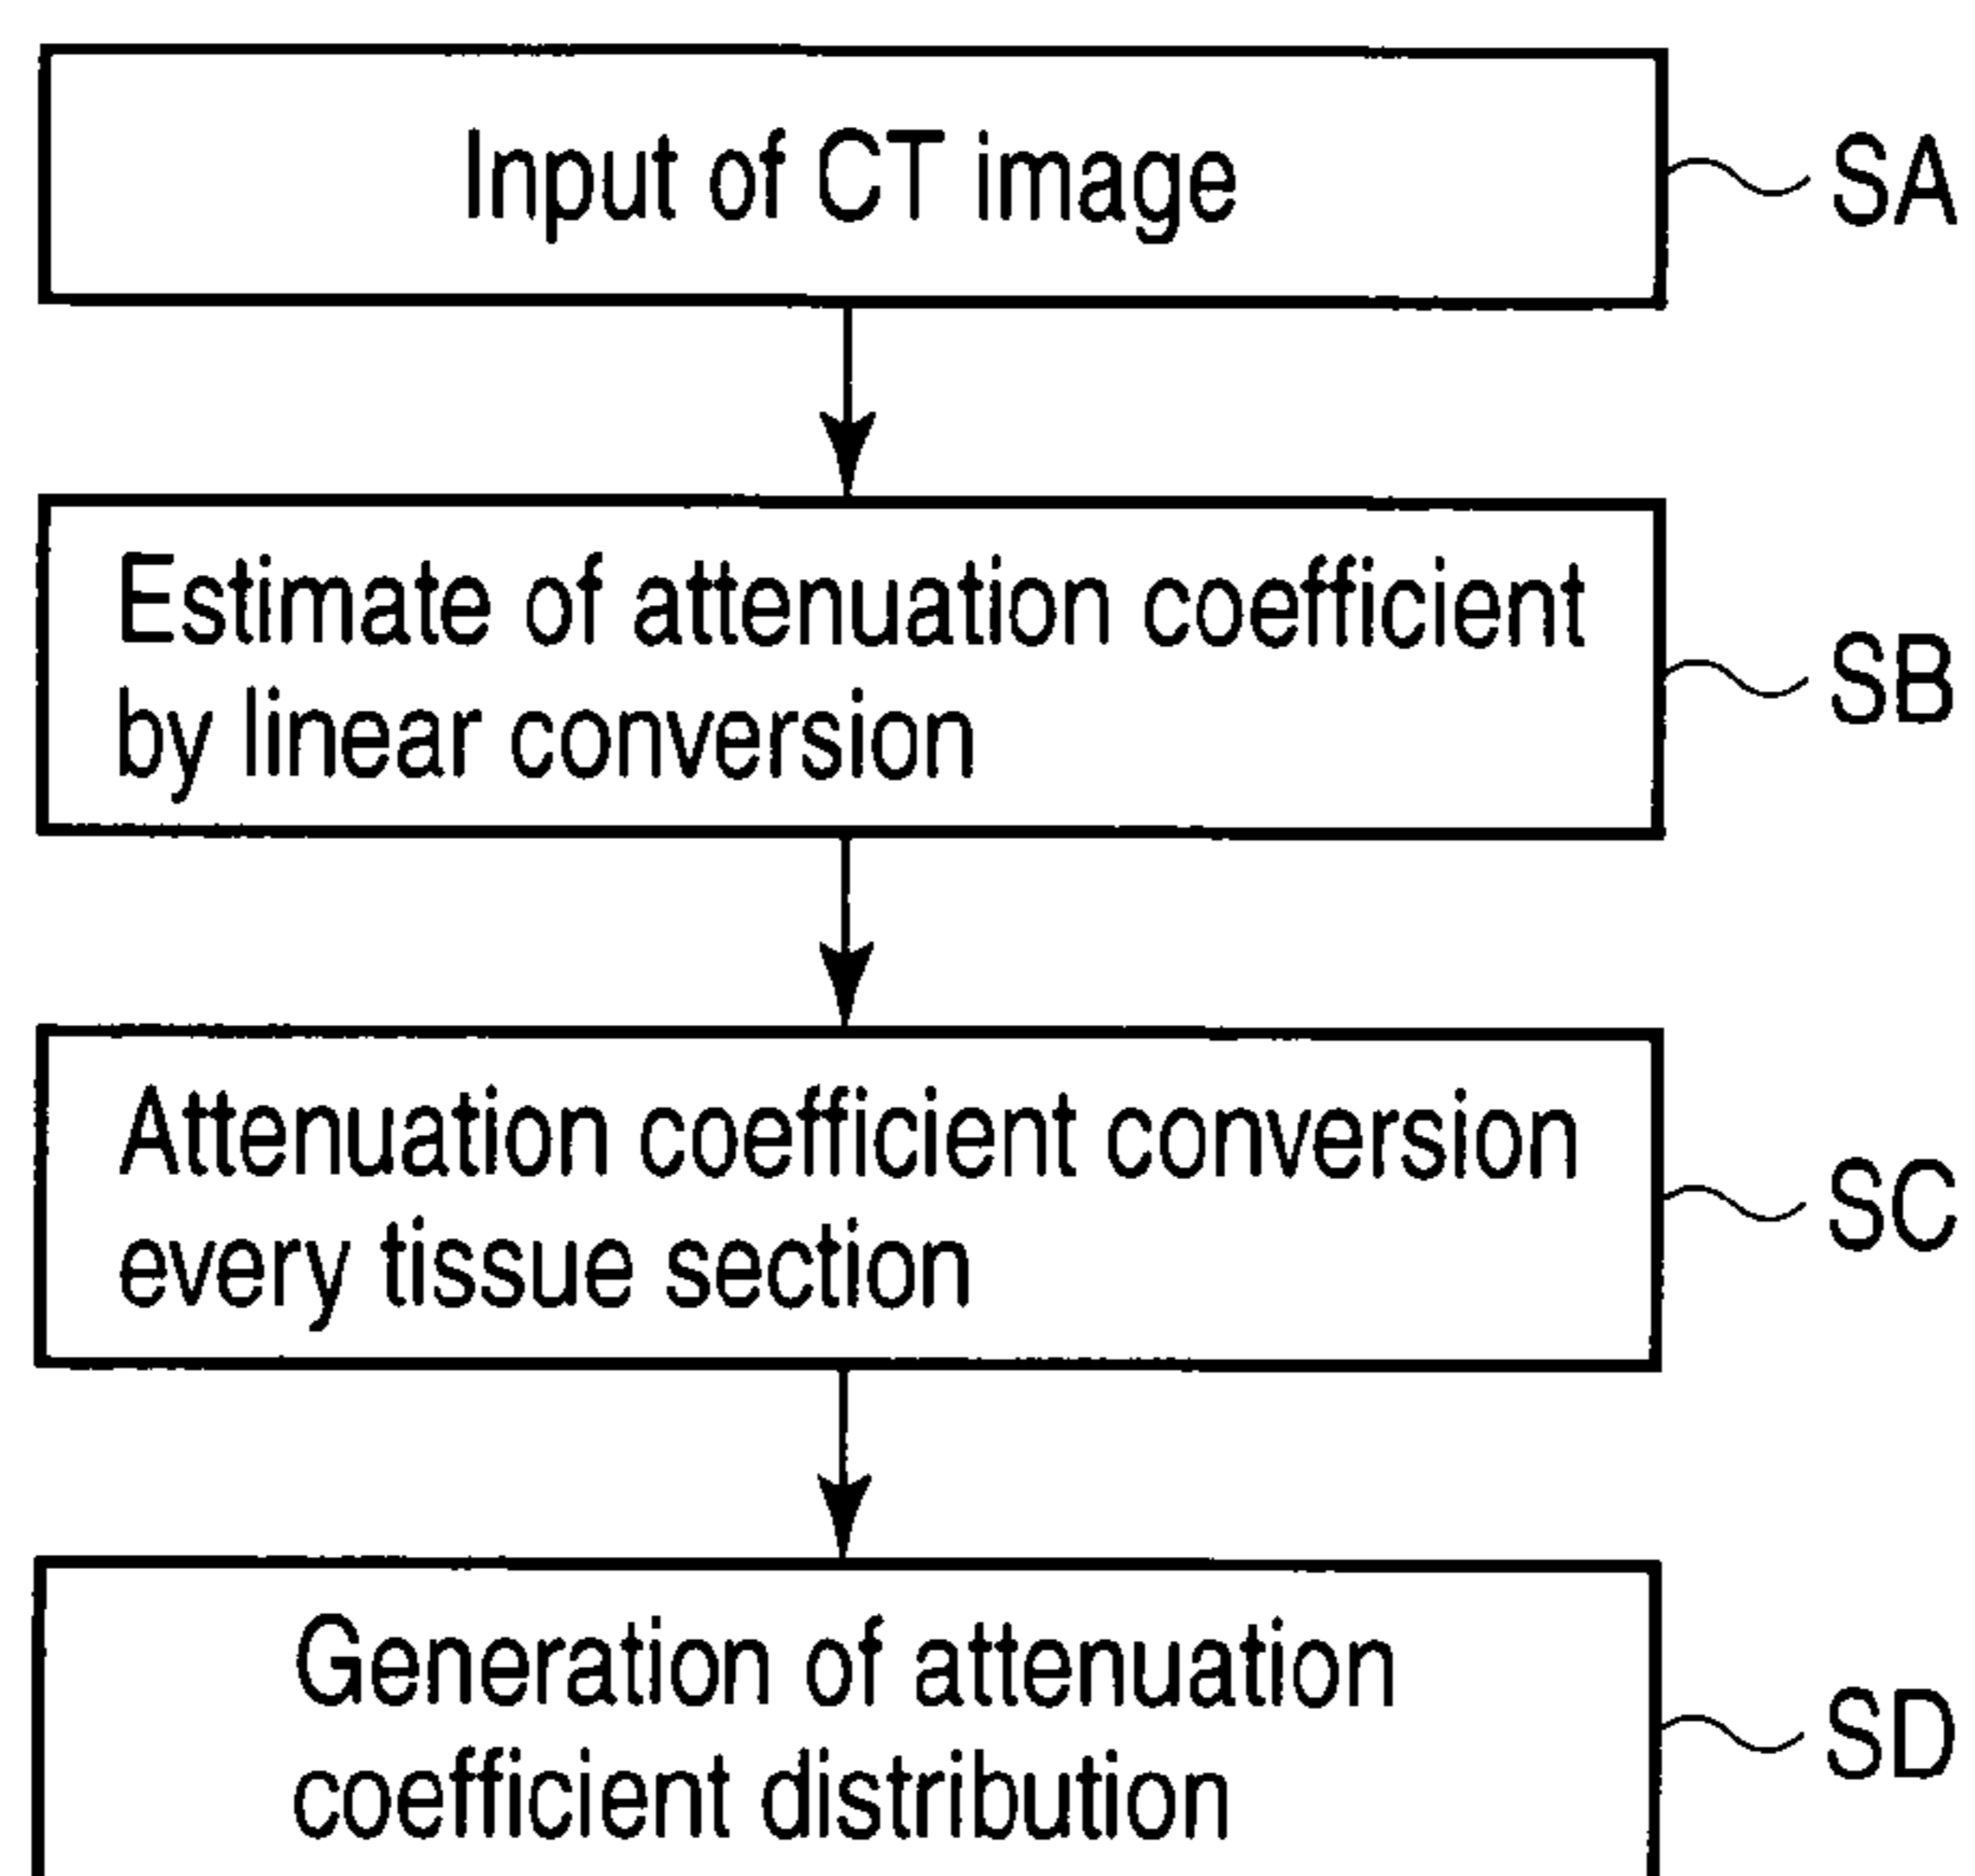 Input of CT image
SA
Estimate of attenuation coefficient
by linear conversion
SB
Attenuation coefficient conversion
every tissue section
SC
Generation of attenuation
coefficient distribution
SD